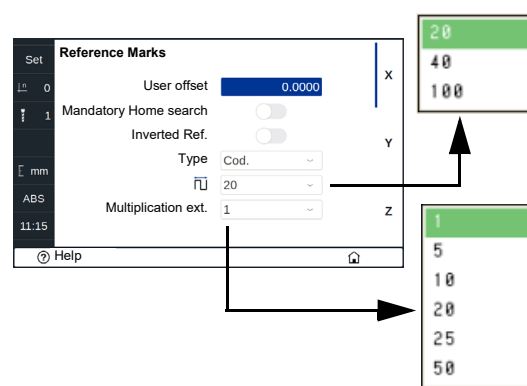 Set
0
1
mm
ABS
11:15
Reference Marks
User offset 0.0000
Mandatory Home search
Inverted Ref.
Type Cod.
20
Multiplication ext. 1
X
Y
Z
Help
20
40
100
1
5
10
20
25
50